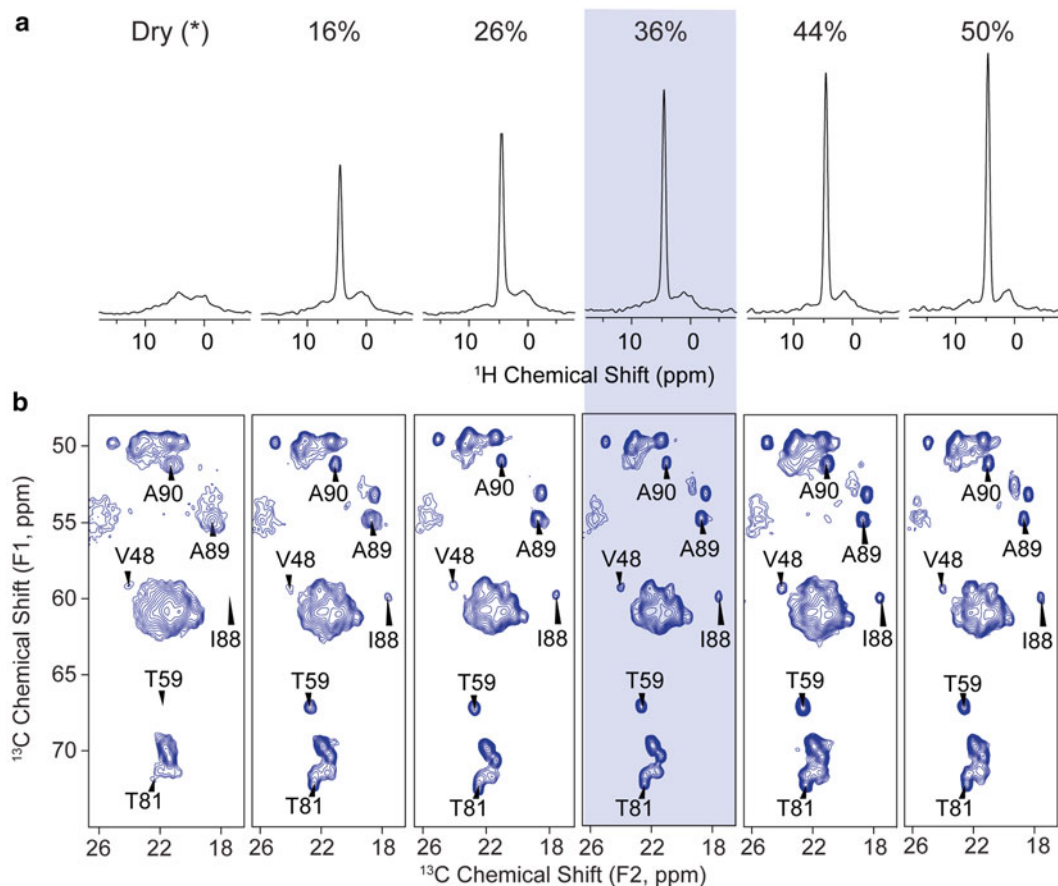 a
Dry (*) 16% 26% 36% 44% 50%
10 0 10 0 10 0 10 0 10 0 10 0
¹H Chemical Shift (ppm)
b
50
55
60
65
70
¹³C Chemical Shift (F1, ppm)
A90
A89
V48
I88
T59
T81
A90
A89
V48
I88
T59
T81
A90
A89
V48
I88
T59
T81
A90
A89
V48
I88
T59
T81
A90
A89
V48
I88
T59
T81
A90
A89
V48
I88
T59
T81
26 22 18 26 22 18 26 22 18 26 22 18 26 22 18 26 22 18
¹³C Chemical Shift (F2, ppm)